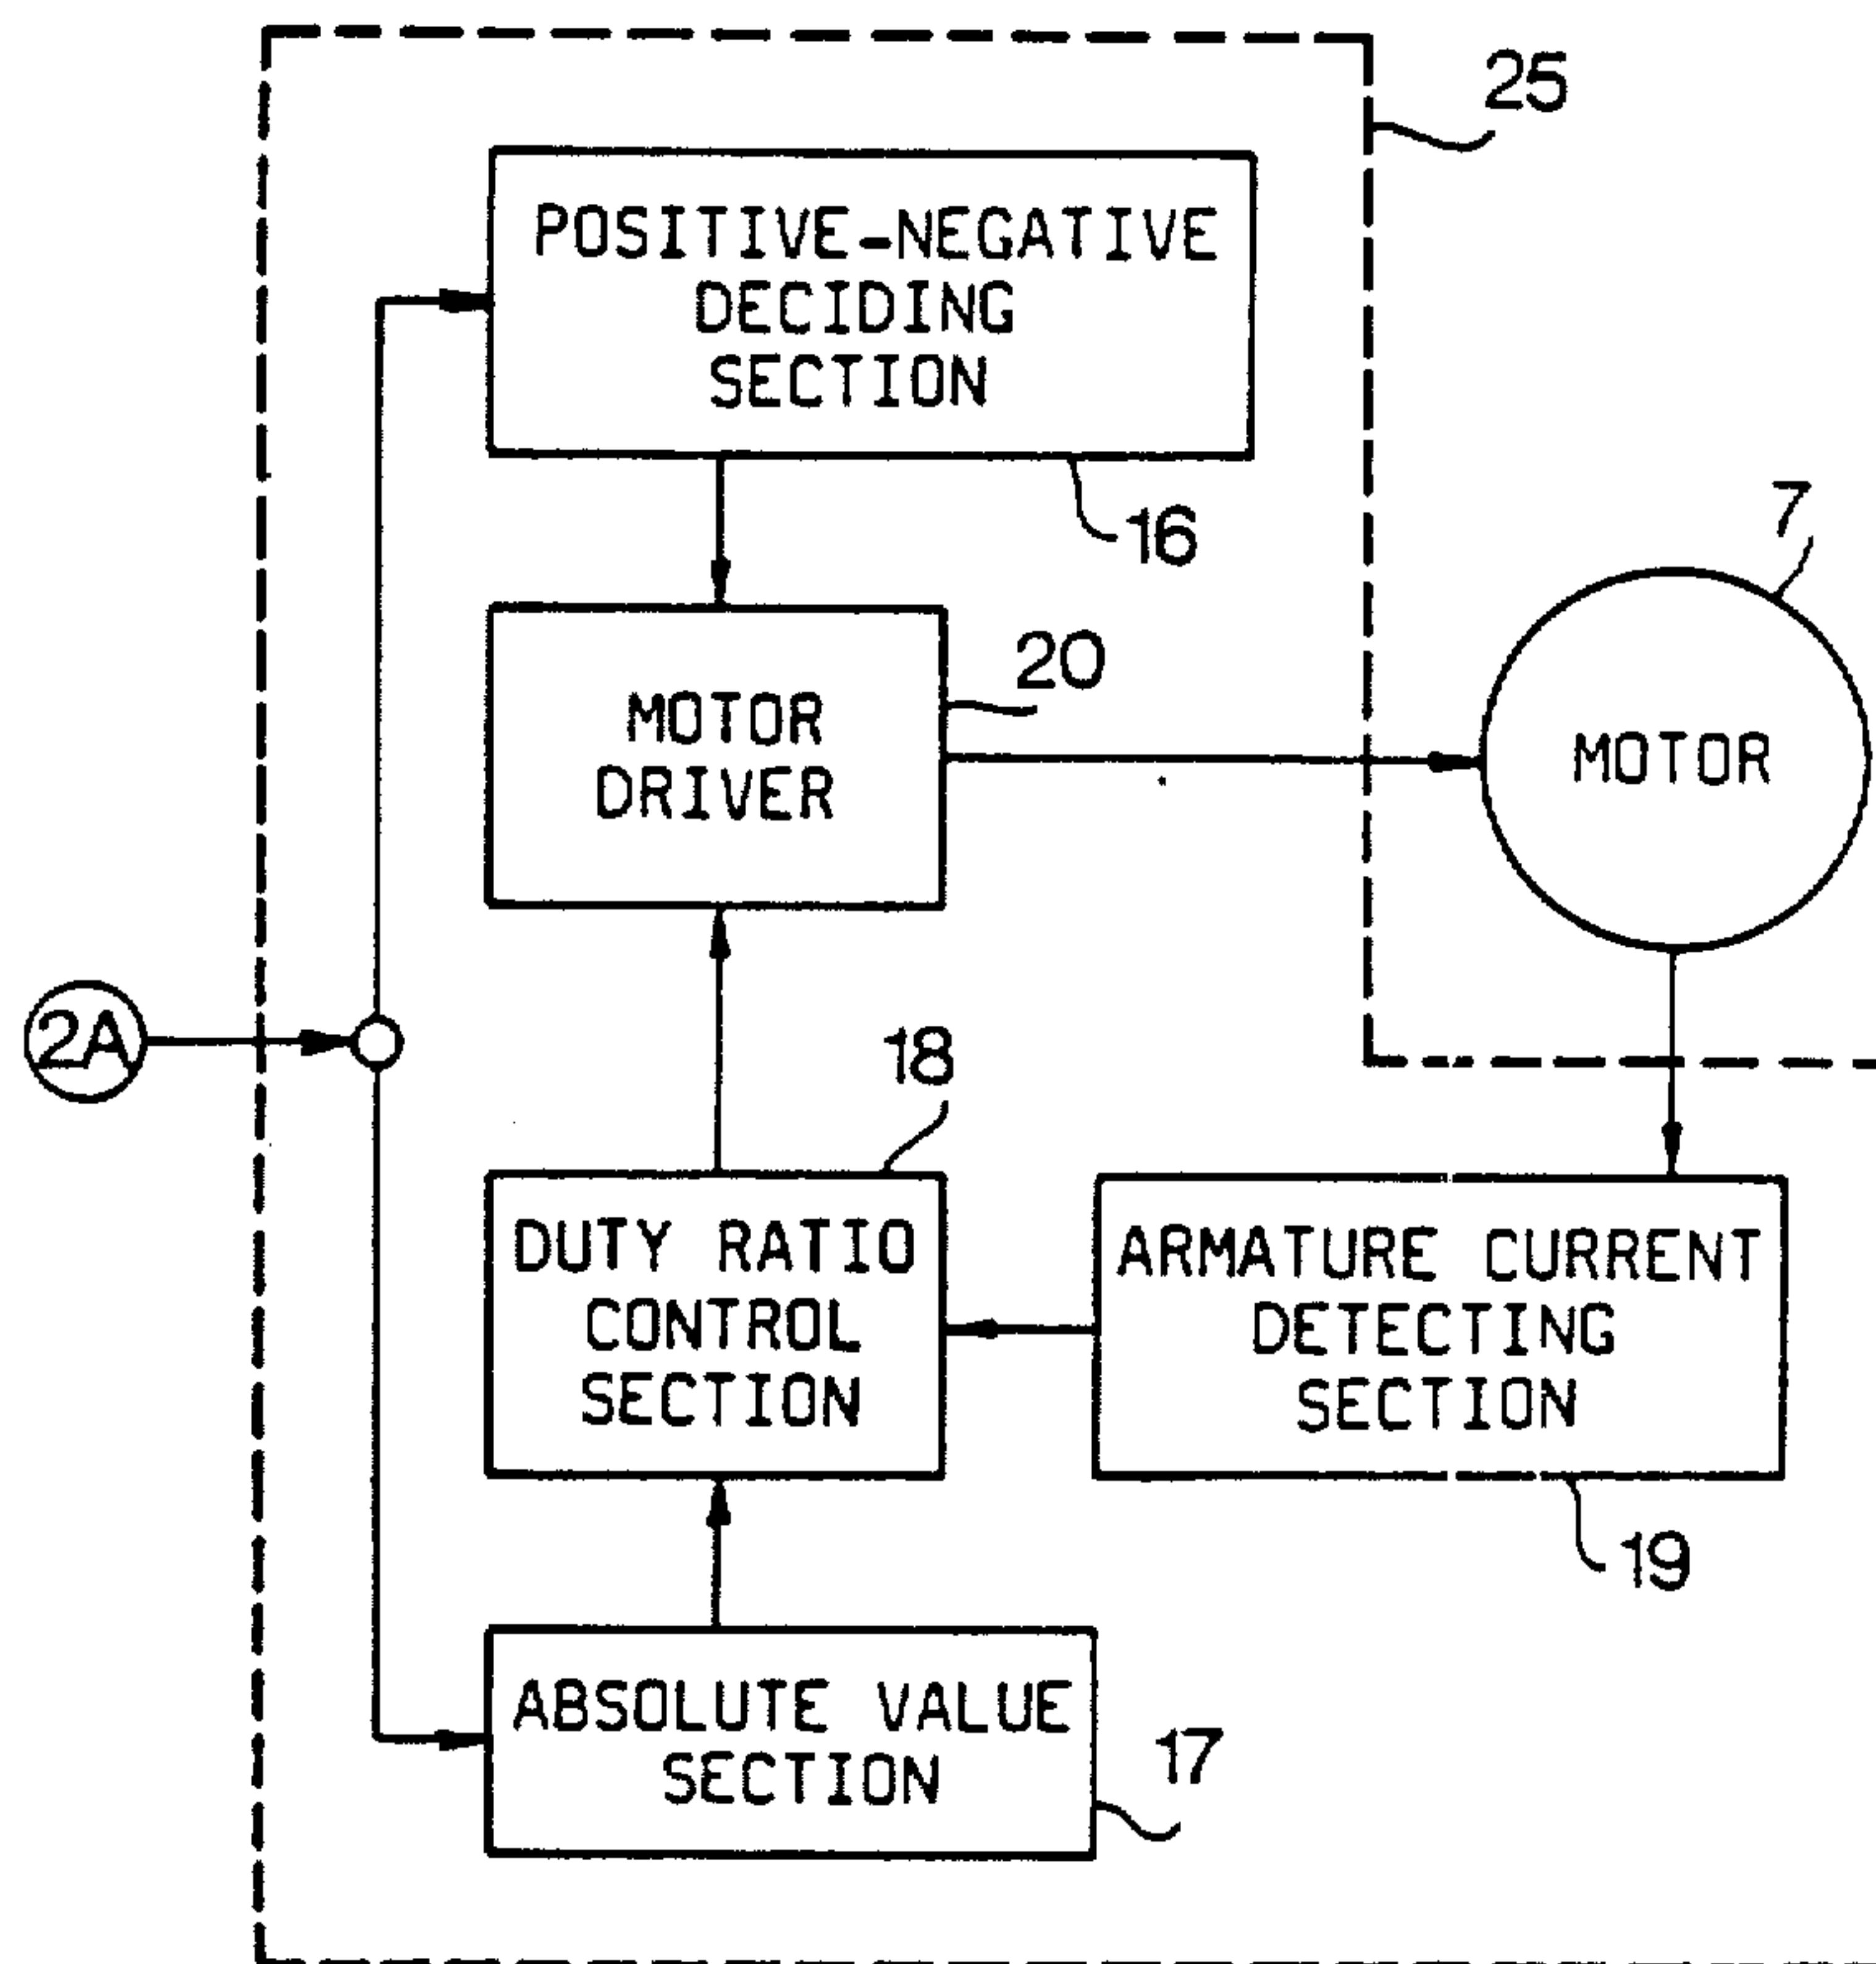 25
POSITIVE-NEGATIVE
DECIDING
SECTION
16
7
20
MOTOR
DRIVER
MOTOR
2A
18
DUTY RATIO
CONTROL
SECTION
ARMATURE CURRENT
DETECTING
SECTION
19
ABSOLUTE VALUE
SECTION
17